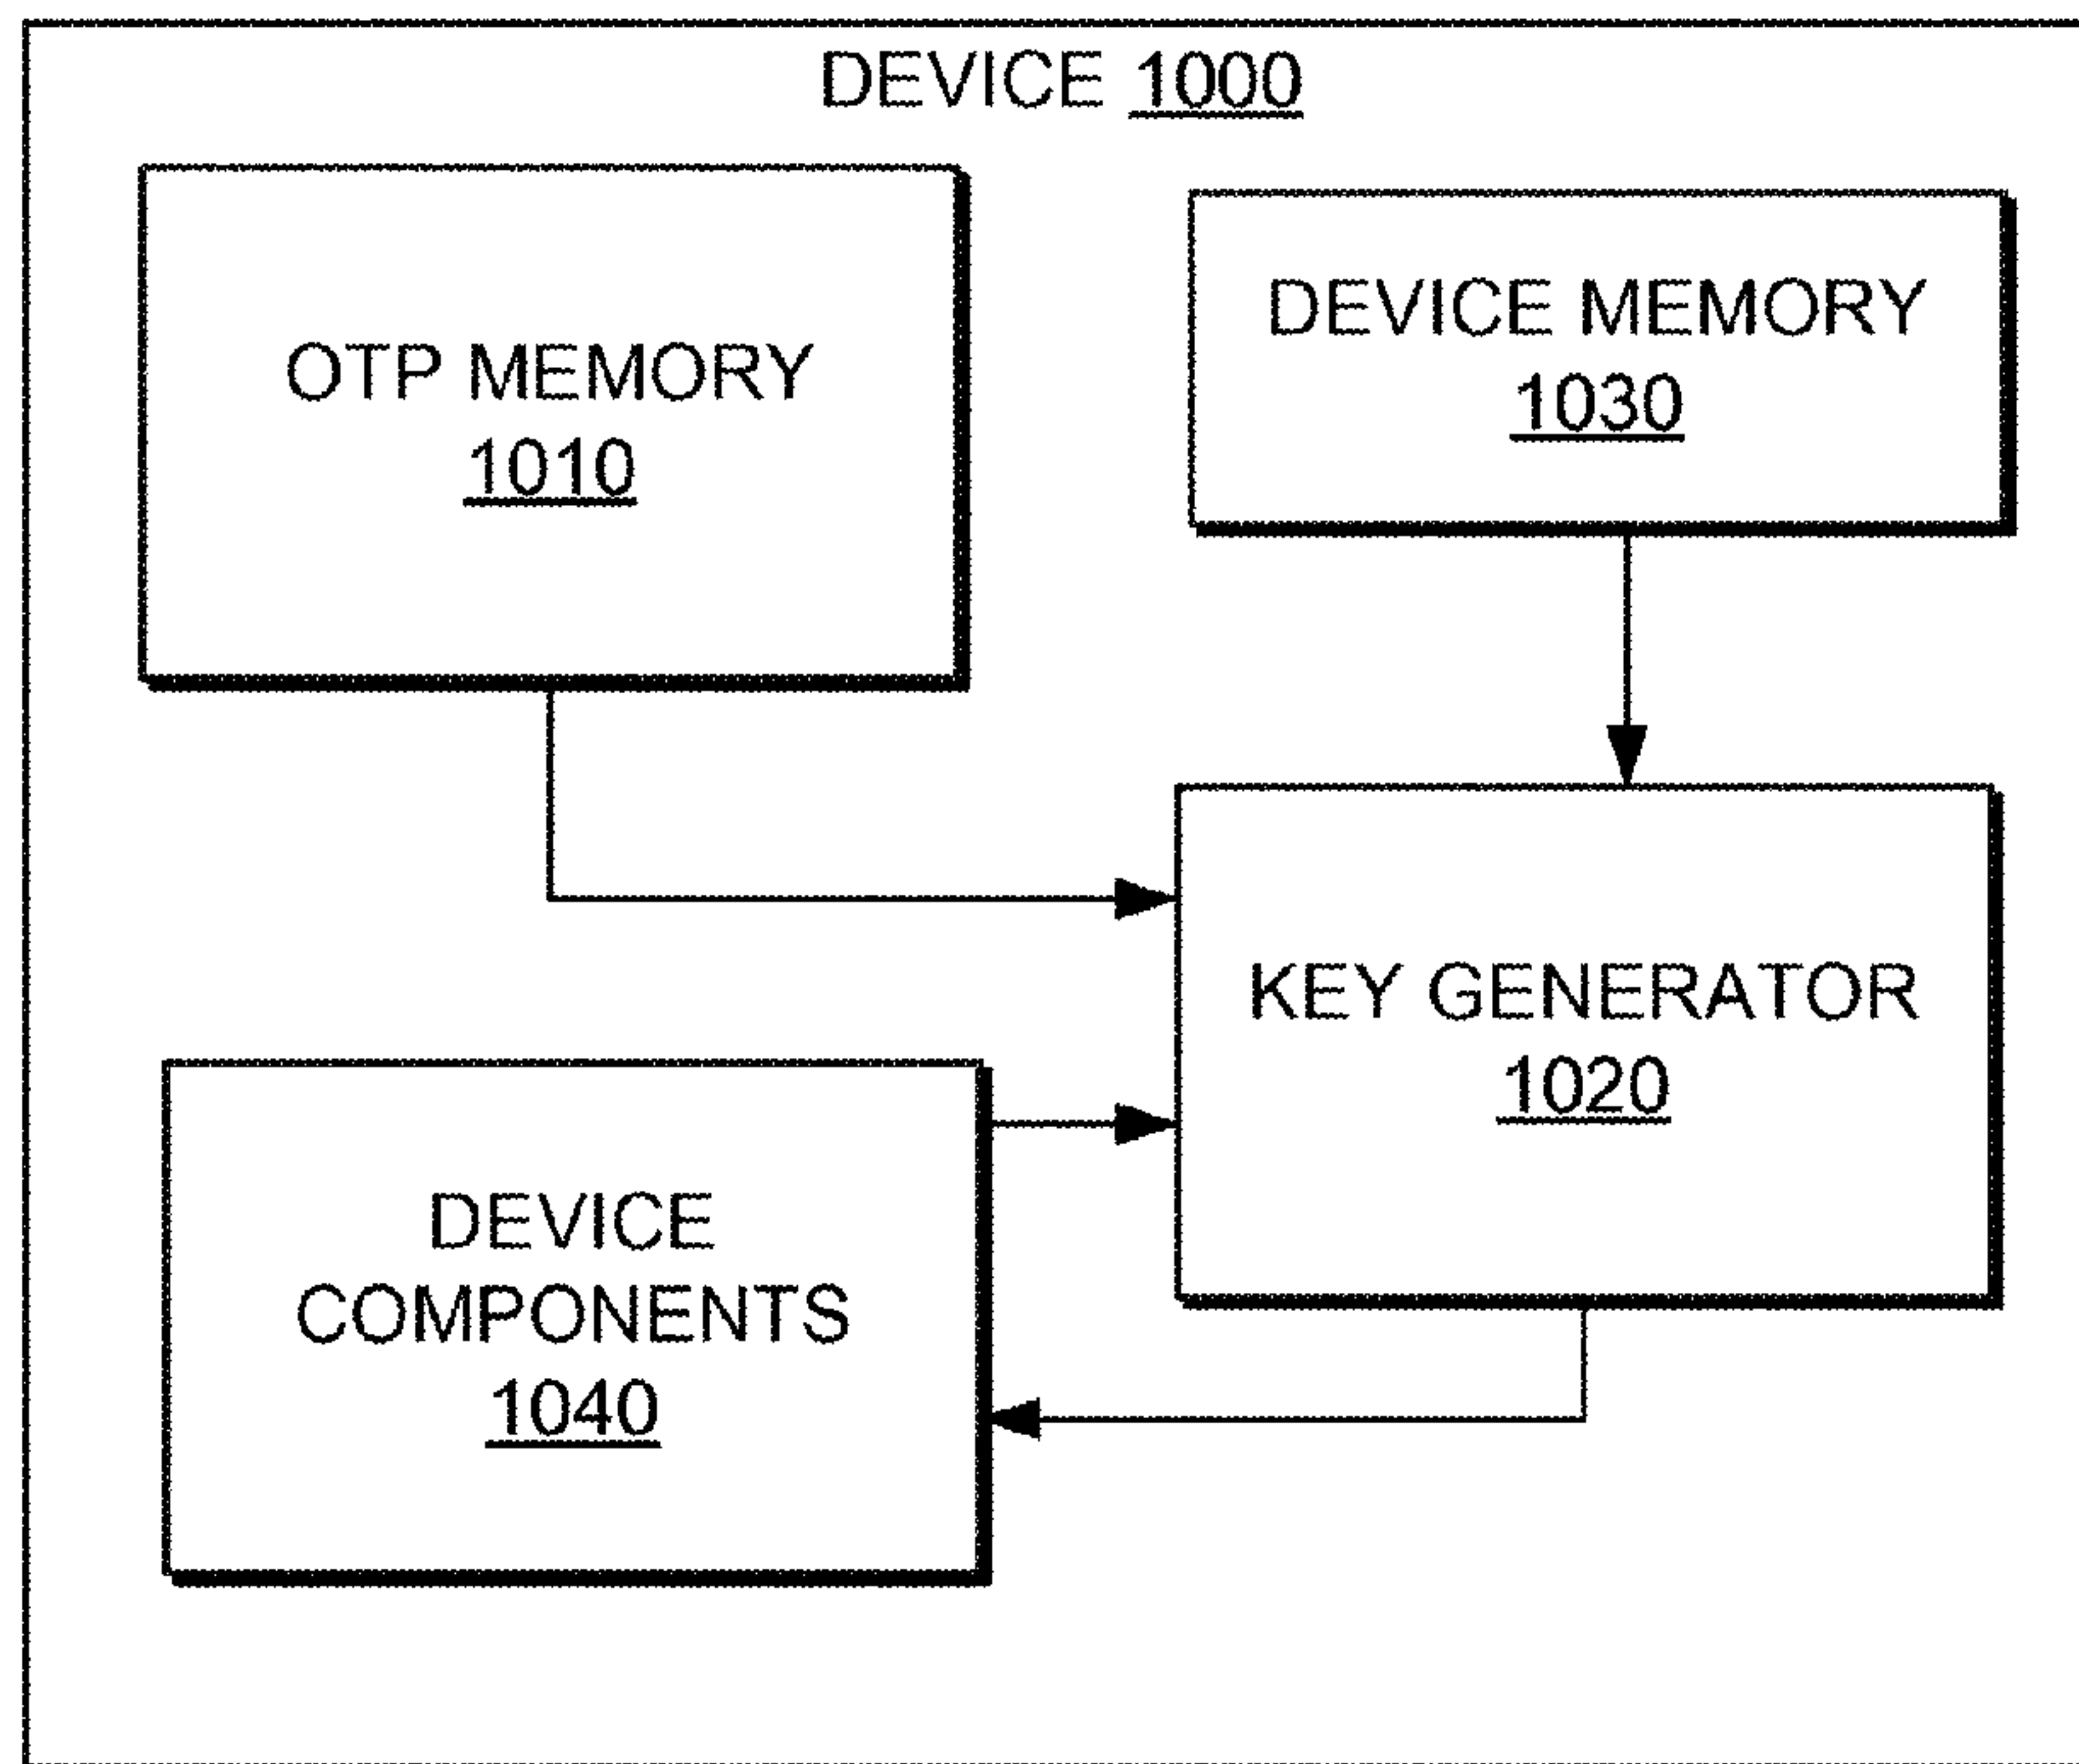 DEVICE 1000
OTP MEMORY
1010
DEVICE MEMORY
1030
KEY GENERATOR
1020
DEVICE
COMPONENTS
1040